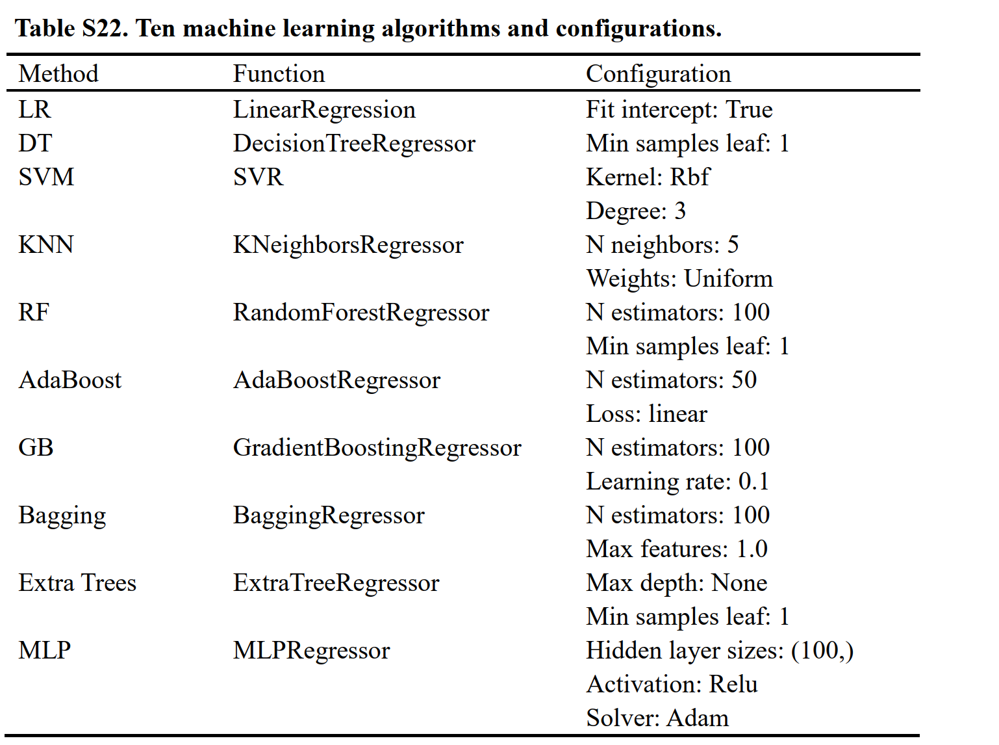 Table S22. Ten machine learning algorithms and configurations.
Method Function Configuration
LR LinearRegression Fit intercept: True
DT DecisionTreeRegressor Min samples leaf: 1
SVM SVR Kernel: Rbf
Degree: 3
KNN KNeighborsRegressor N neighbors: 5
Weights: Uniform
RF RandomForestRegressor N estimators: 100
Min samples leaf: 1
AdaBoost AdaBoostRegressor N estimators: 50
Loss: linear
GB GradientBoostingRegressor N estimators: 100
Learning rate: 0.1
Bagging BaggingRegressor N estimators: 100
Max features: 1.0
Extra Trees ExtraTreeRegressor Max depth: None
Min samples leaf: 1
MLP MLPRegressor Hidden layer sizes: (100,)
Activation: Relu
Solver: Adam